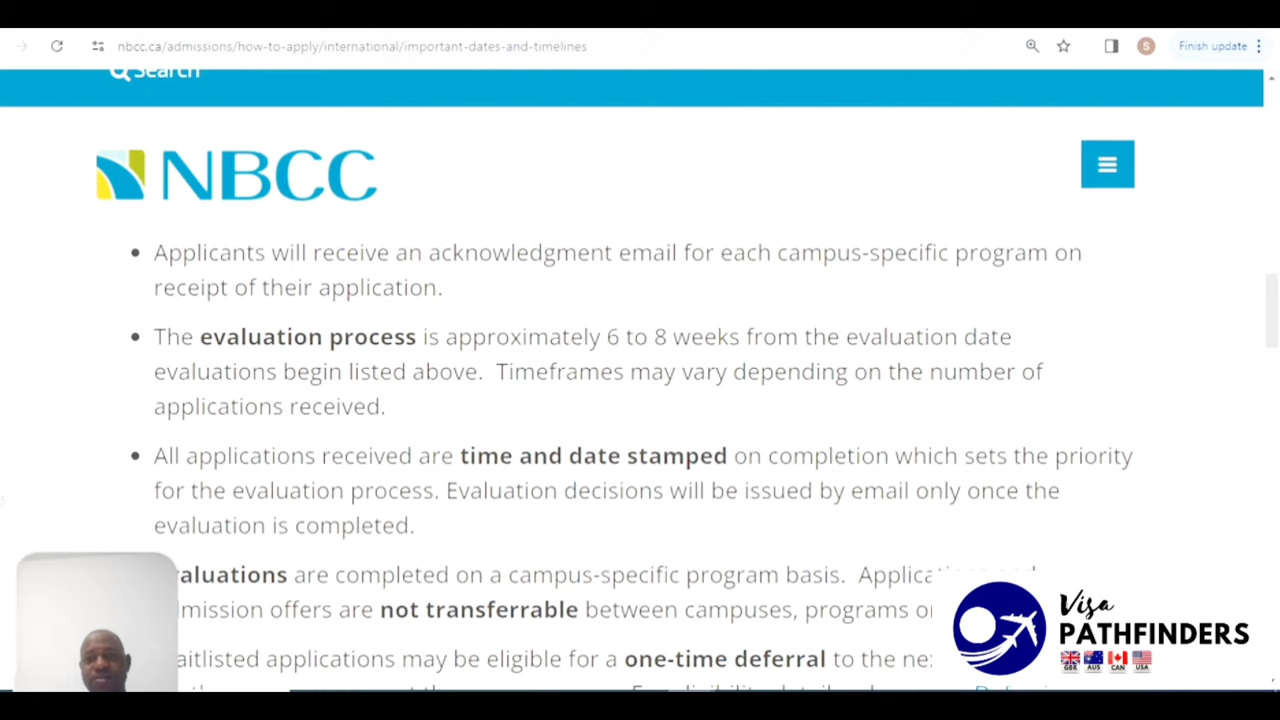 nbcc.ca/admissions/how-to-apply/international/important-dates-and-timelines
S
Finish update
Search
NBCC
• Applicants will receive an acknowledgment email for each campus-specific program on
receipt of their application.
• The evaluation process is approximately 6 to 8 weeks from the evaluation date
evaluations begin listed above. Timeframes may vary depending on the number of
applications received.
• All applications received are time and date stamped on completion which sets the priority
for the evaluation process. Evaluation decisions will be issued by email only once the
evaluation is completed.
valuations are completed on a campus-specific program basis.
mission offers are not transferrable between campuses, programs
aitlisted applications may be eligible for a one-time deferral to the
Visa
PATHFINDERS
GBR AUS CAN USA